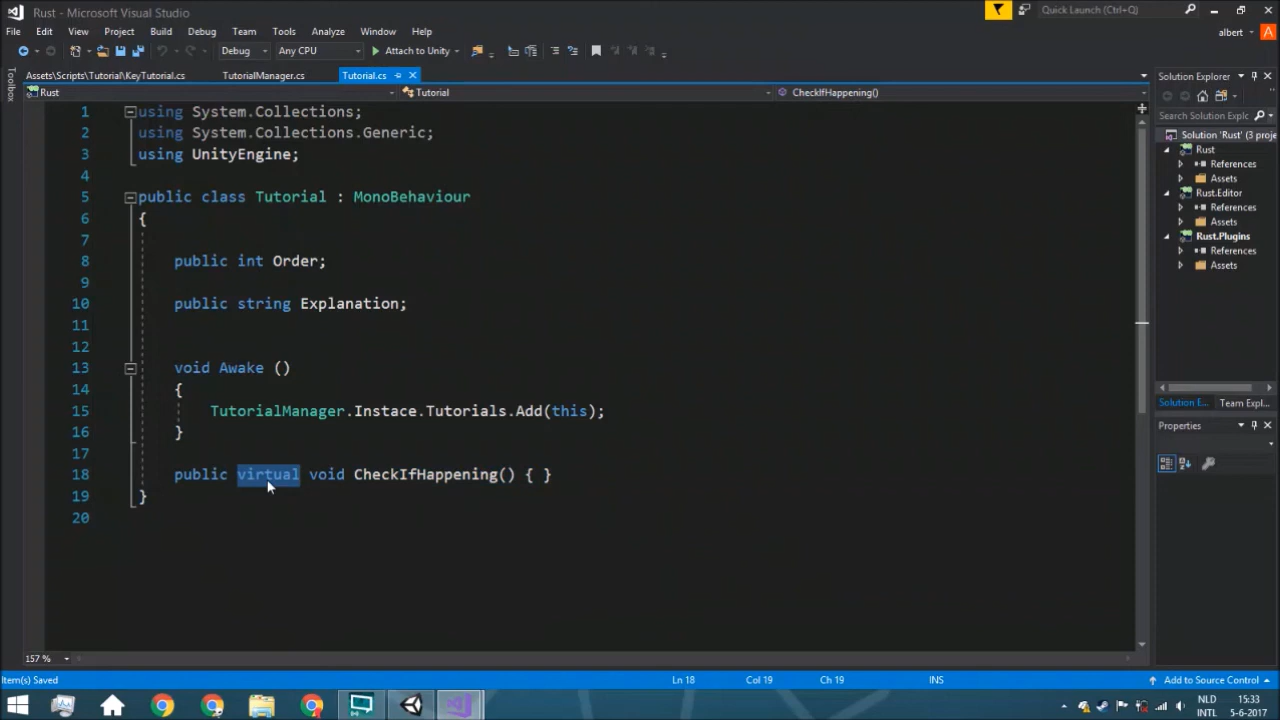 Rust - Microsoft Visual Studio
Quick Launch (Ctrl+Q)
File Edit View Project Build Debug Team Tools Analyze Window Help
albert A
Debug Any CPU Attach to Unity
Toolbox
Assets\Scripts\Tutorial\KeyTutorial.cs TutorialManager.cs Tutorial.cs
Rust Tutorial CheckIfHappening()
1 using System.Collections;
2 using System.Collections.Generic;
3 using UnityEngine;
4
5 public class Tutorial : MonoBehaviour
6 {
7
8 public int Order;
9
10 public string Explanation;
11
12
13 void Awake ()
14 {
15 TutorialManager.Instace.Tutorials.Add(this);
16 }
17
18 public virtual void CheckIfHappening() { }
19 }
20
157 %
Solution Explorer
Search Solution Explo
Solution 'Rust' (3 proje
Rust
References
Assets
Rust.Editor
References
Assets
Rust.Plugins
References
Assets
Solution E... Team Expl...
Properties
Item(s) Saved Ln 18 Col 19 Ch 19 INS Add to Source Control
NLD 15:33
INTL 5-6-2017